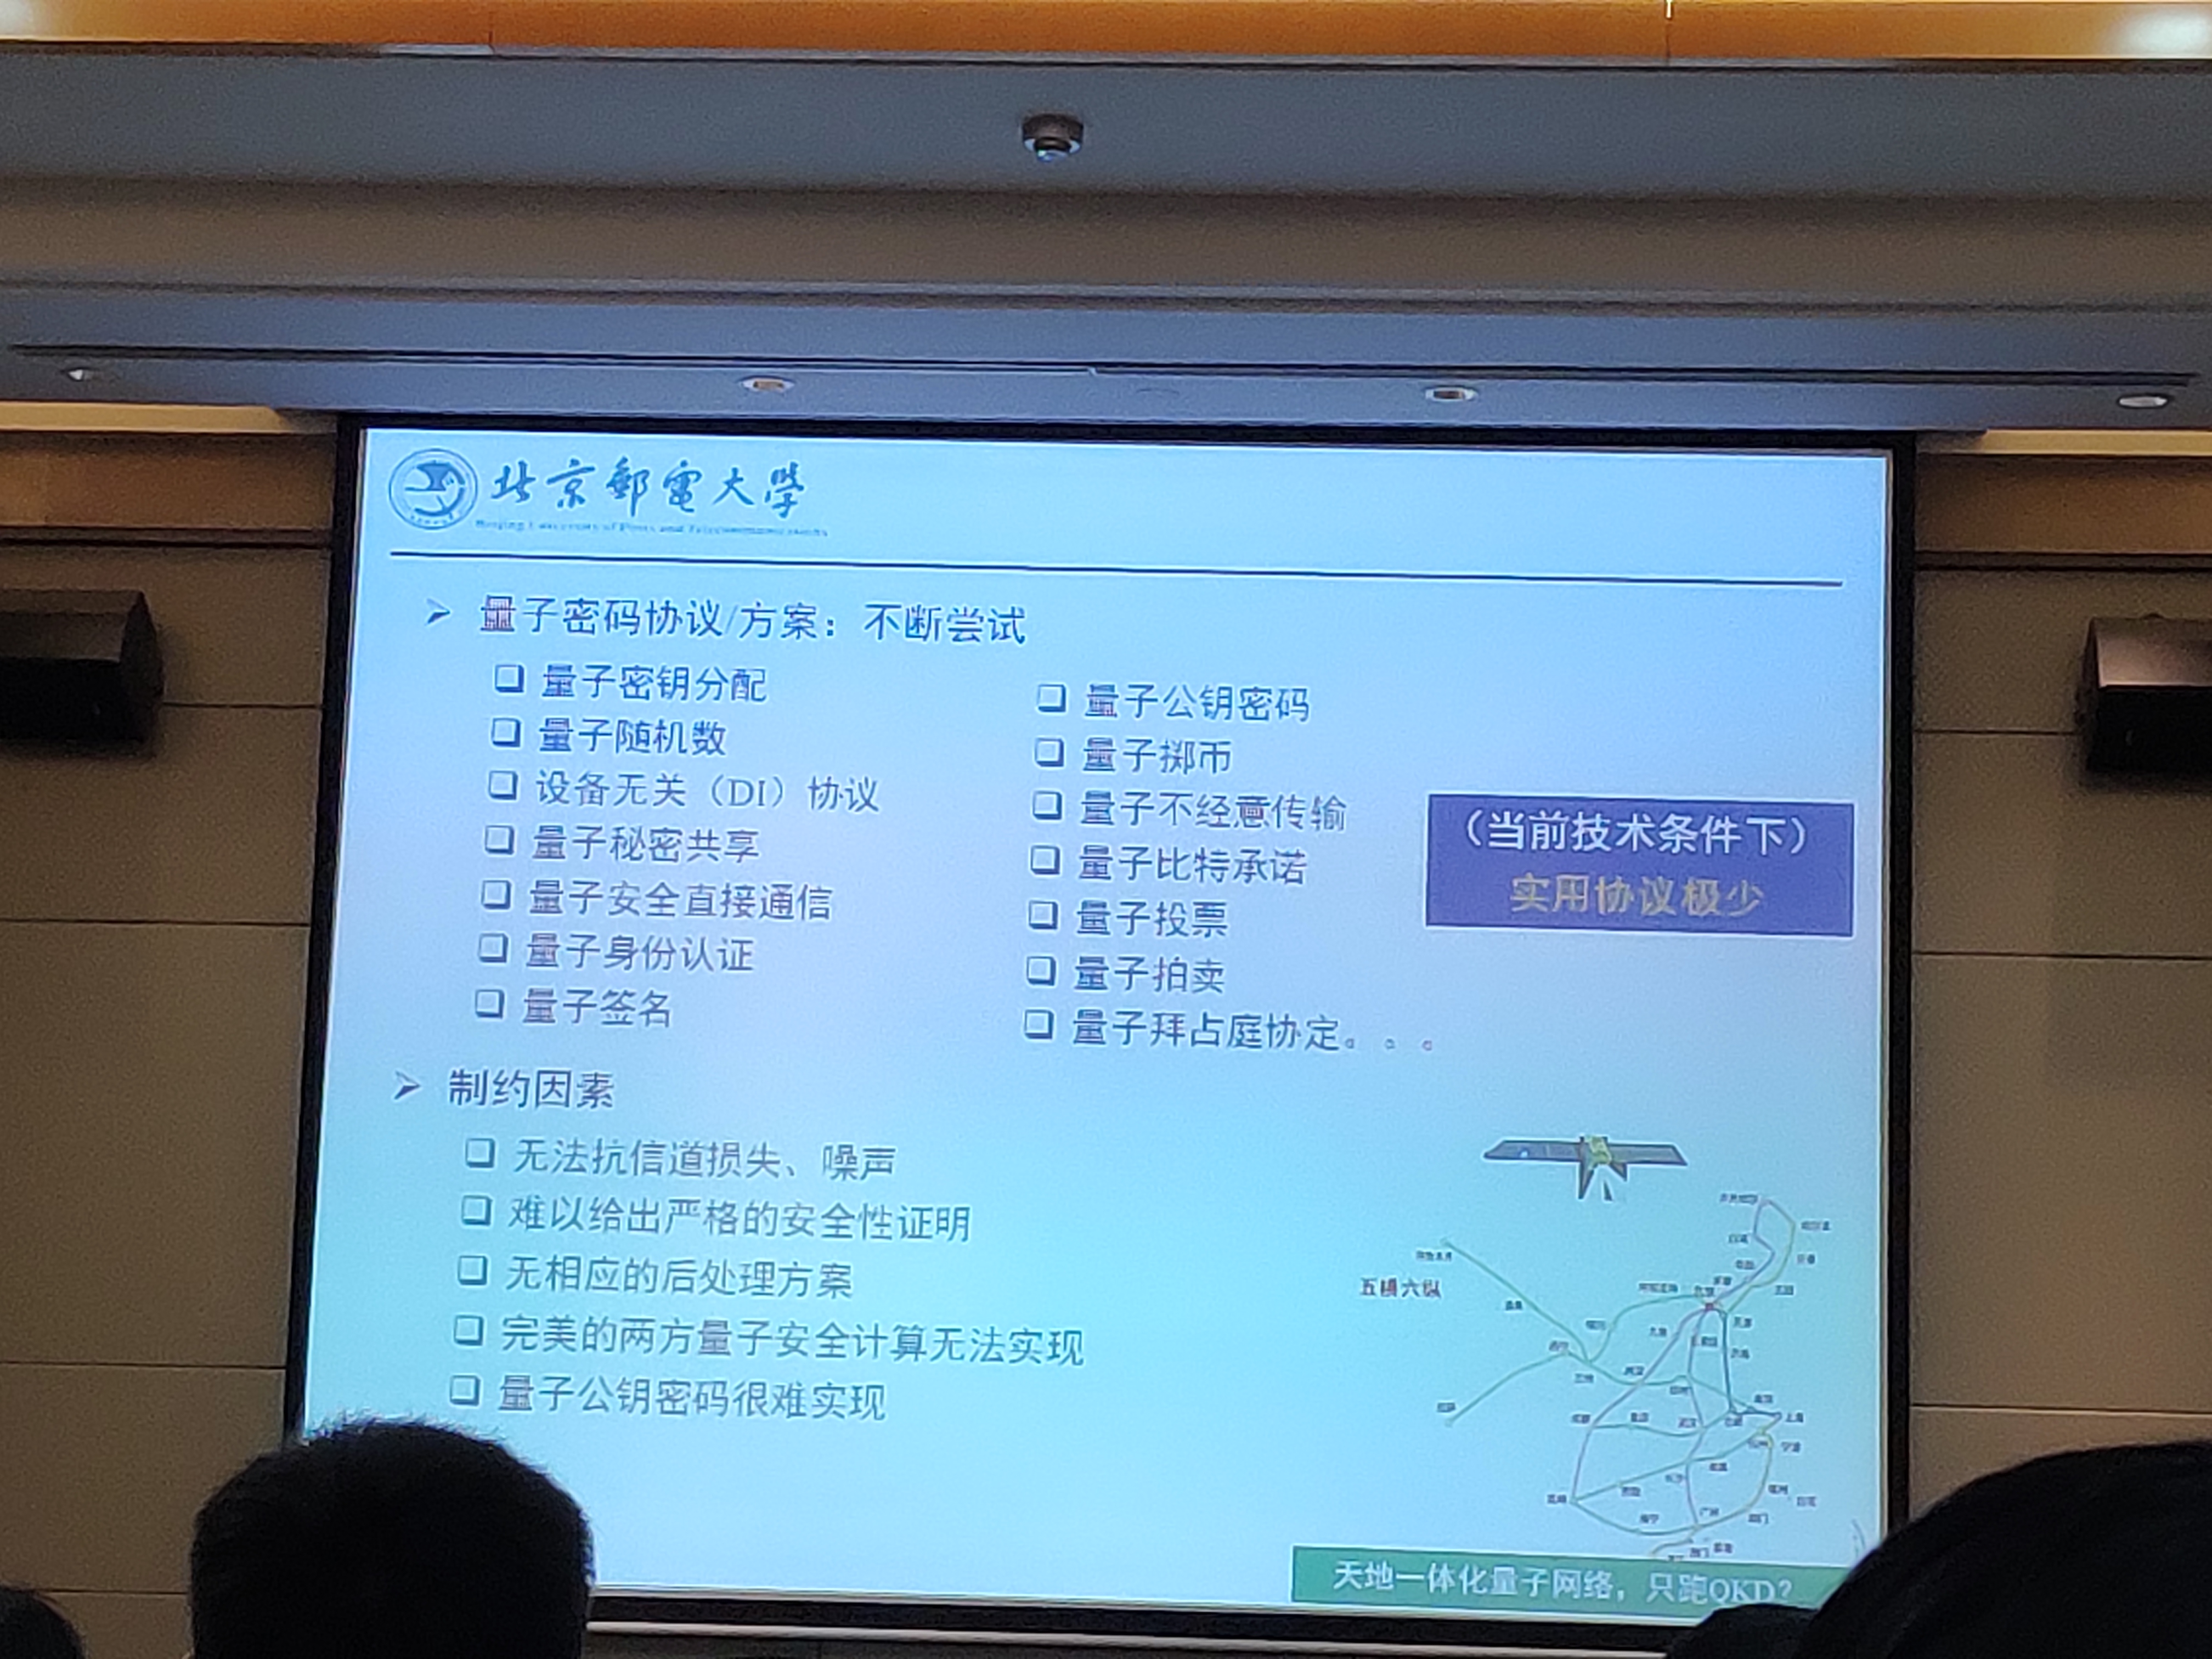 北京郵電大學
Beijing University of Posts and Telecommunications
量子密码协议/方案：不断尝试
量子密钥分配
量子随机数
设备无关（DI）协议
量子秘密共享
量子安全直接通信
量子身份认证
量子签名
量子公钥密码
量子掷币
量子不经意传输
量子比特承诺
量子投票
量子拍卖
量子拜占庭协定。。。
（当前技术条件下）
实用协议极少
制约因素
无法抗信道损失、噪声
难以给出严格的安全性证明
无相应的后处理方案
完美的两方量子安全计算无法实现
量子公钥密码很难实现
五横六纵
上海
天地一体化量子网络，只跑QKD？